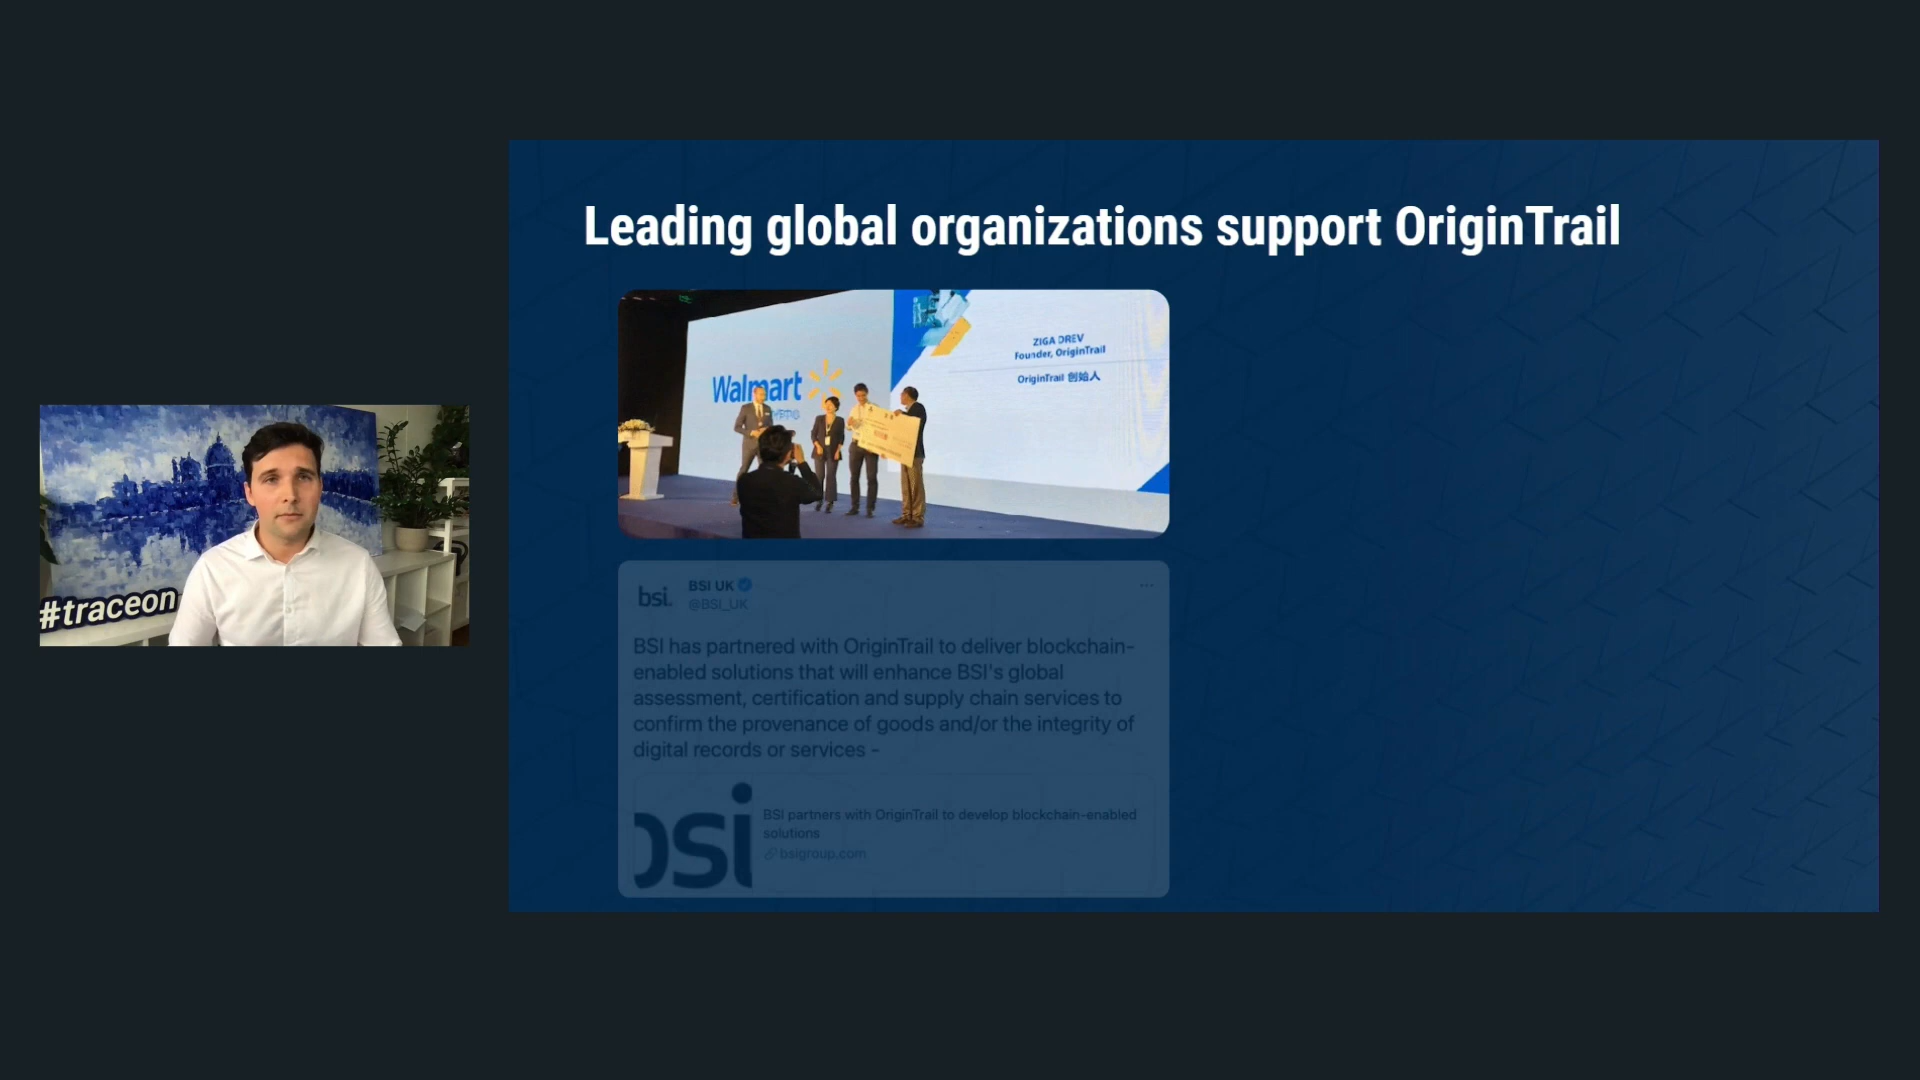 Leading global organizations support OriginTrail
ZIGA DREV
Founder, OriginTrail
OriginTrail 创始人
Walmart
#traceon
bsi.
BSI UK
@BSI_UK
BSI has partnered with OriginTrail to deliver blockchain-
enabled solutions that will enhance BSI's global
assessment, certification and supply chain services to
confirm the provenance of goods and/or the integrity of
digital records or services -
bsi
BSI partners with OriginTrail to develop blockchain-enabled
solutions
bsigroup.com